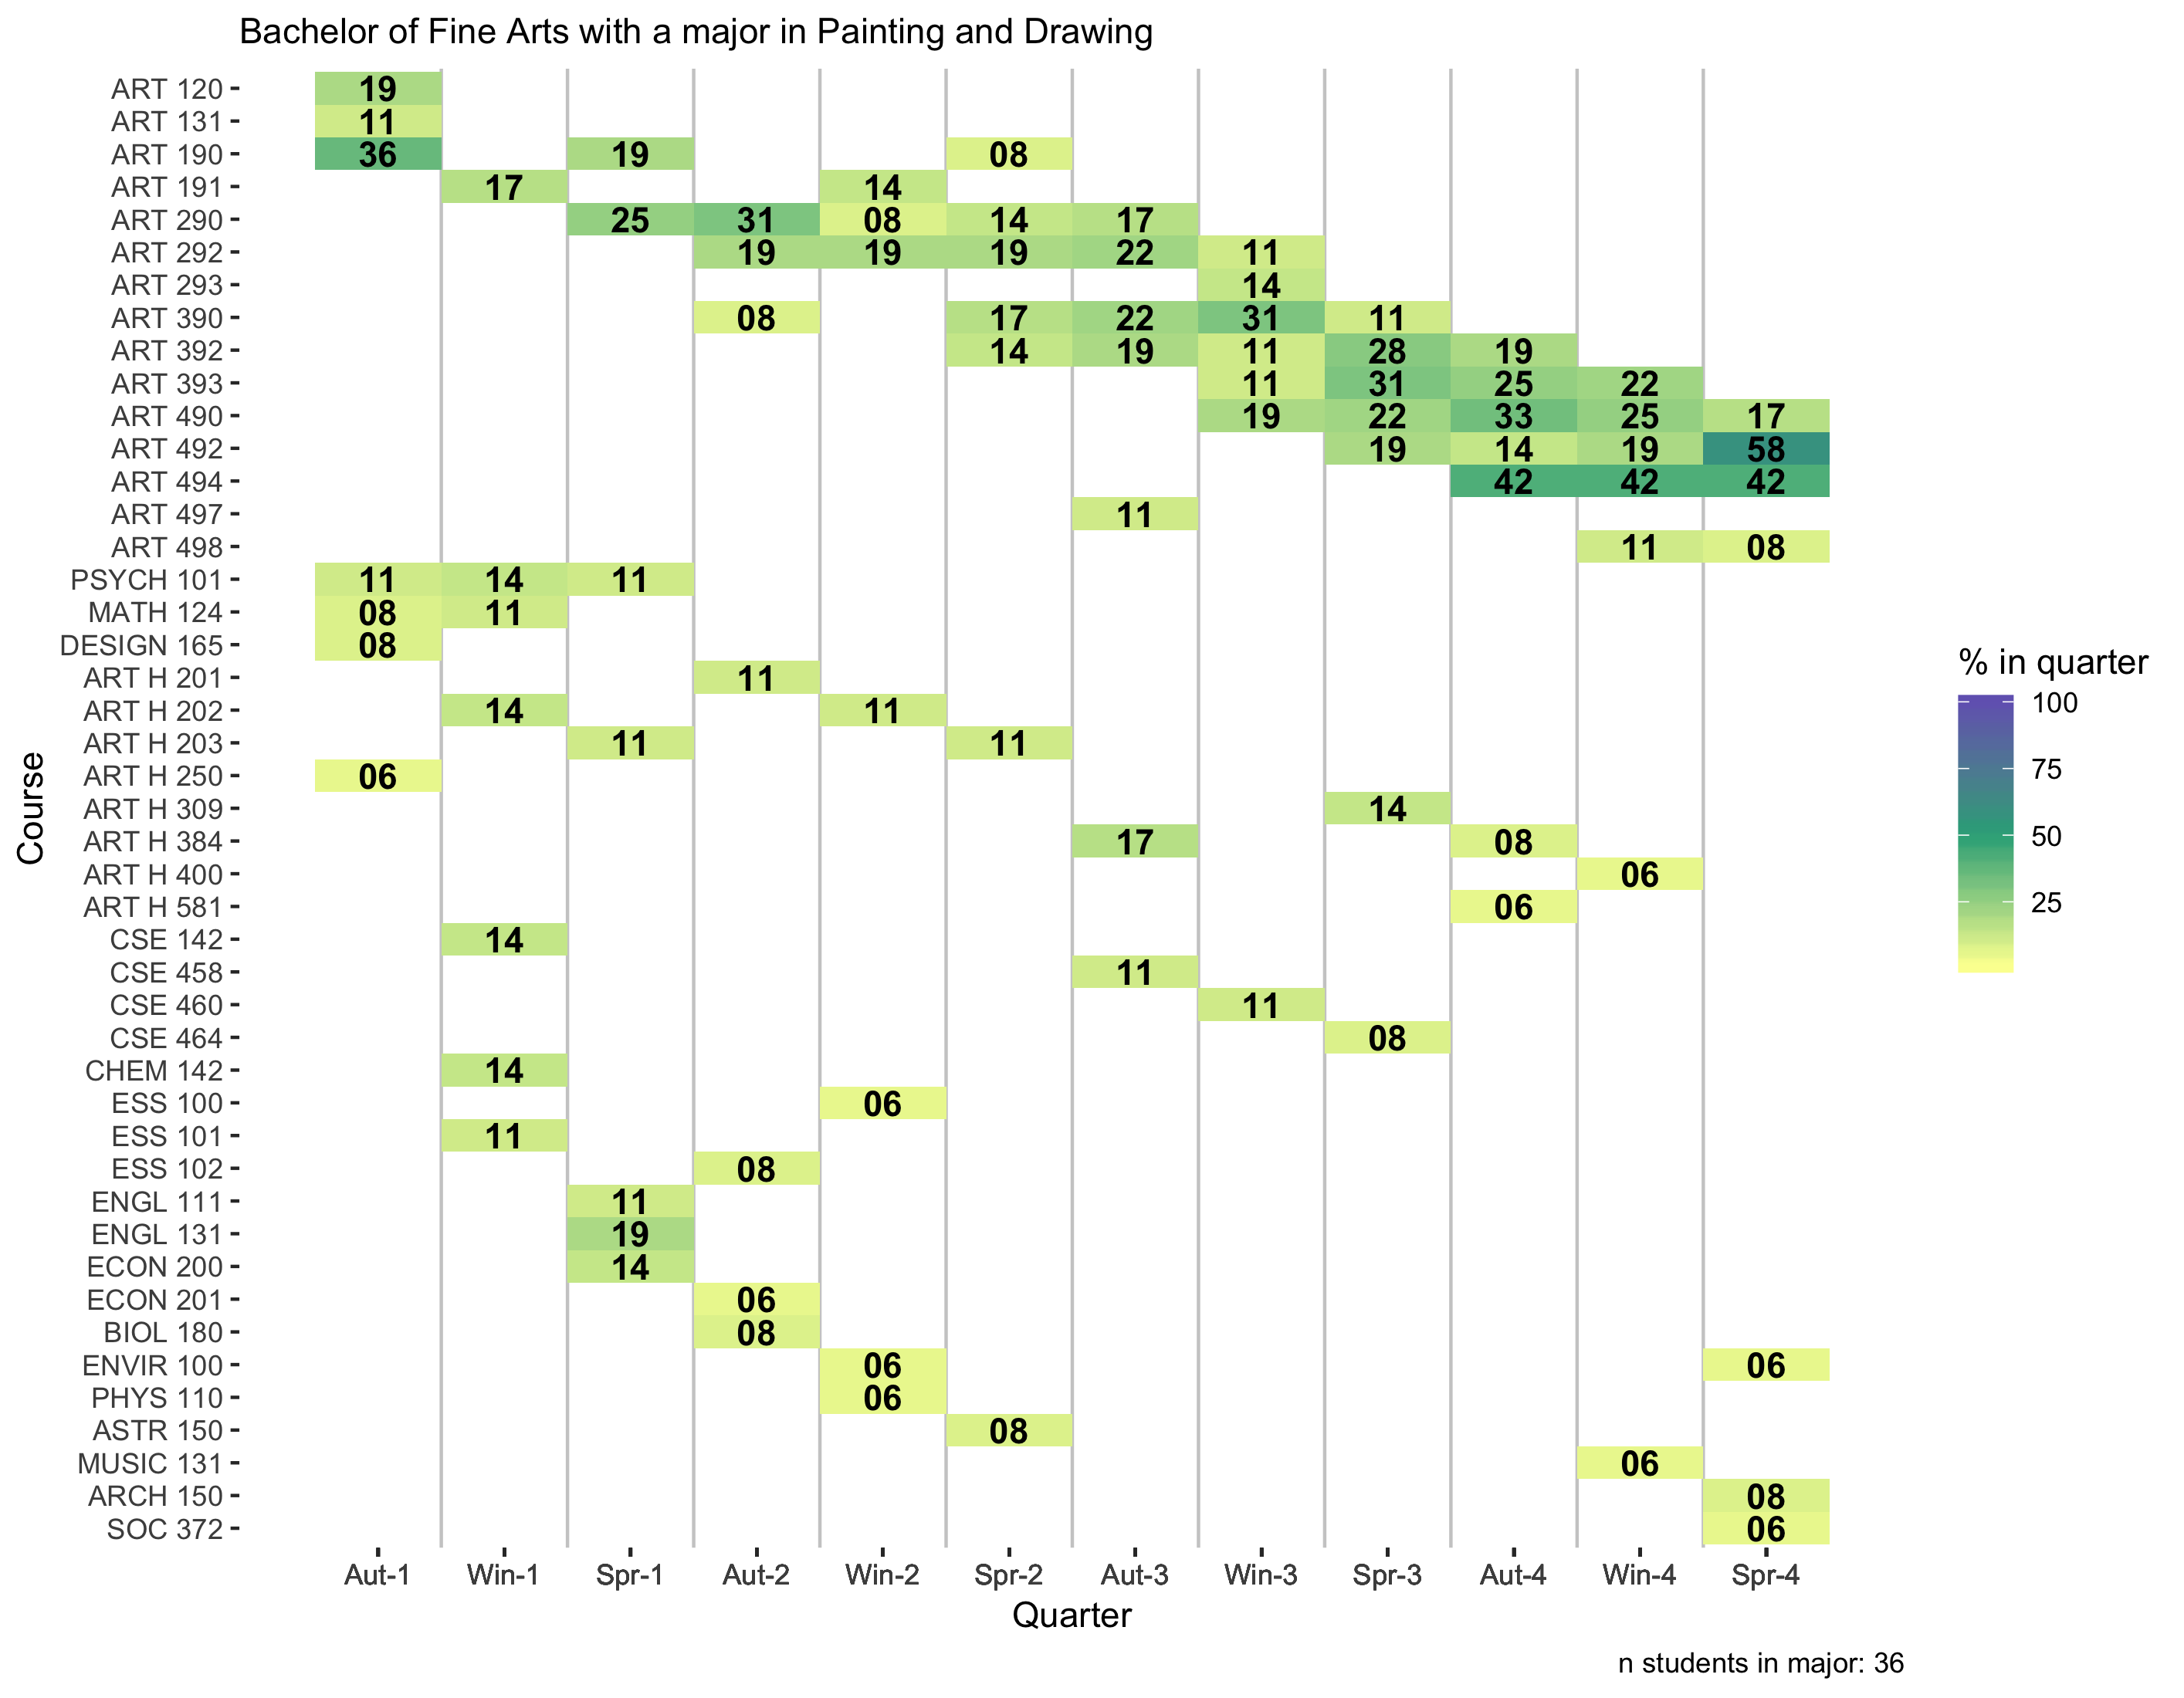 Bachelor of Fine Arts with a major in Painting and Drawing
ART 120 19
ART 131 11
ART 190 36 19 08
ART 191 17 14
ART 290 25 31 08 14 17
ART 292 19 19 19 22 11
ART 293 14
ART 390 08 17 22 31 11
ART 392 14 19 11 28 19
ART 393 11 31 25 22
ART 490 19 22 33 25 17
ART 492 19 14 19 58
ART 494 42 42 42
ART 497 11
ART 498 11 08
PSYCH 101 11 14 11
MATH 124 08 11
DESIGN 165 08
ART H 201 11
ART H 202 14 11
ART H 203 11 11
ART H 250 06
ART H 309 14
ART H 384 17 08
ART H 400 06
ART H 581 06
CSE 142 14
CSE 458 11
CSE 460 11
CSE 464 08
CHEM 142 14
ESS 100 06
ESS 101 11
ESS 102 08
ENGL 111 11
ENGL 131 19
ECON 200 14
ECON 201 06
BIOL 180 08
ENVIR 100 06 06
PHYS 110 06
ASTR 150 08
MUSIC 131 06
ARCH 150 08
SOC 372 06
Aut-1 Win-1 Spr-1 Aut-2 Win-2 Spr-2 Aut-3 Win-3 Spr-3 Aut-4 Win-4 Spr-4
Quarter
Course
% in quarter
100
75
50
25
n students in major: 36